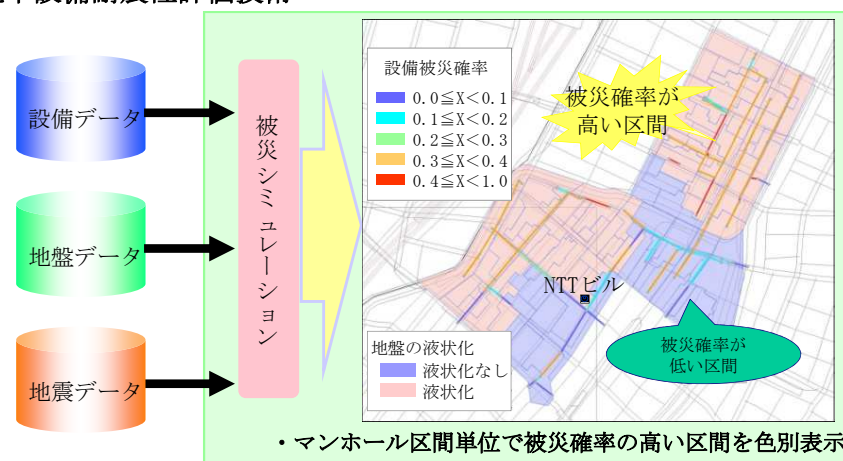 設備データ
地盤データ
地震データ
被災シミュレーション
設備被災確率
0.0≦X<0.1
0.1≦X<0.2
0.2≦X<0.3
0.3≦X<0.4
0.4≦X<1.0
被災確率が
高い区間
NTTビル
地盤の液状化
液状化なし
液状化
被災確率が
低い区間
・マンホール区間単位で被災確率の高い区間を色別表示